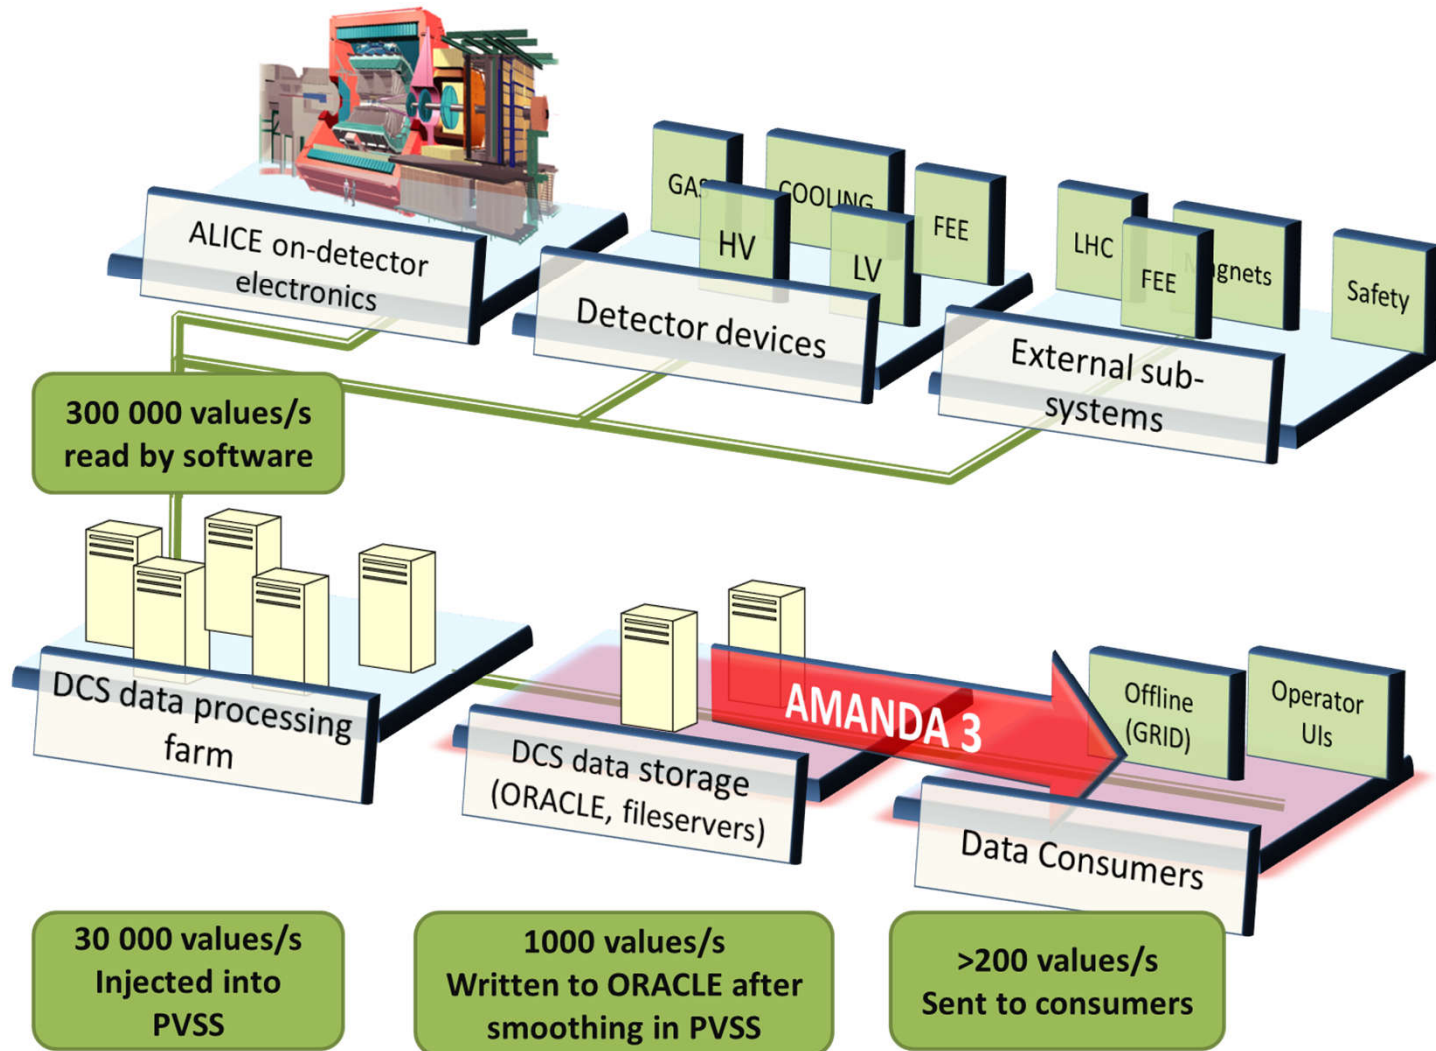 GAS
COOLING
FEE
HV
LV
LHC
FEE
Magnets
Safety
ALICE on-detector
electronics
Detector devices
External sub-
systems
300 000 values/s
read by software
DCS data processing
farm
DCS data storage
(ORACLE, fileservers)
AMANDA 3
Offline
(GRID)
Operator
UIs
Data Consumers
30 000 values/s
Injected into
PVSS
1000 values/s
Written to ORACLE after
smoothing in PVSS
>200 values/s
Sent to consumers